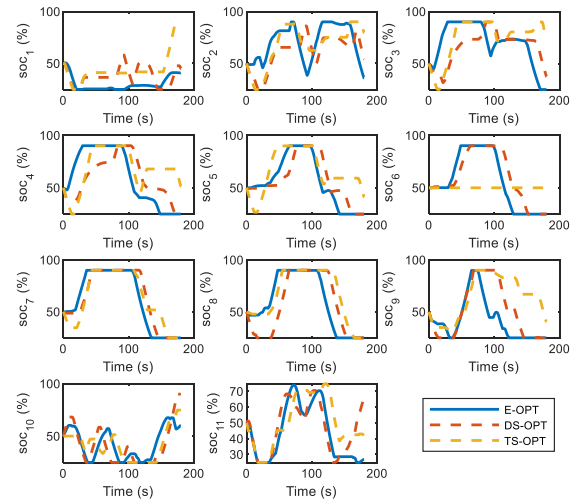 100
50
0
100
200
Time (s)
soc1 (%)
100
50
0
100
200
Time (s)
soc2 (%)
100
50
0
100
200
Time (s)
soc3 (%)
100
50
0
100
200
Time (s)
soc4 (%)
100
50
0
100
200
Time (s)
soc5 (%)
100
50
0
100
200
Time (s)
soc6 (%)
100
50
0
100
200
Time (s)
soc7 (%)
100
50
0
100
200
Time (s)
soc8 (%)
100
50
0
100
200
Time (s)
soc9 (%)
100
50
0
100
200
Time (s)
soc10 (%)
70
60
50
40
30
0
100
200
Time (s)
soc11 (%)
E-OPT
DS-OPT
TS-OPT